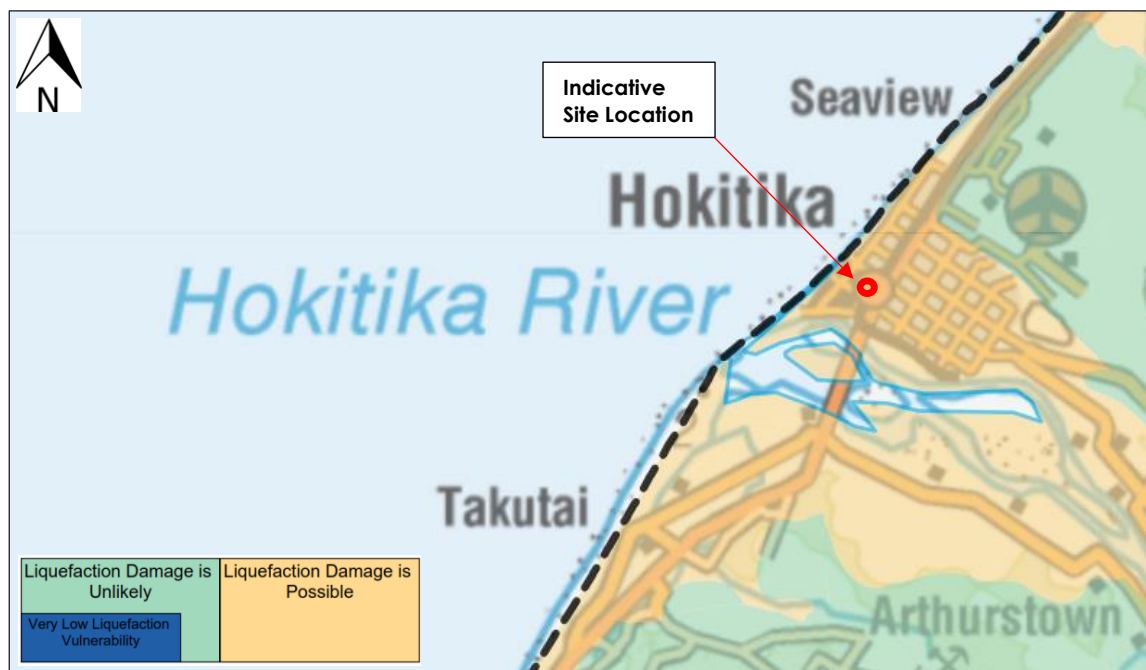 N
Indicative
Site Location
Seaview
Hokitika
Hokitika River
Takutai
Arthurstown
Liquefaction Damage is
Unlikely
Very Low Liquefaction
Vulnerability
Liquefaction Damage is
Possible